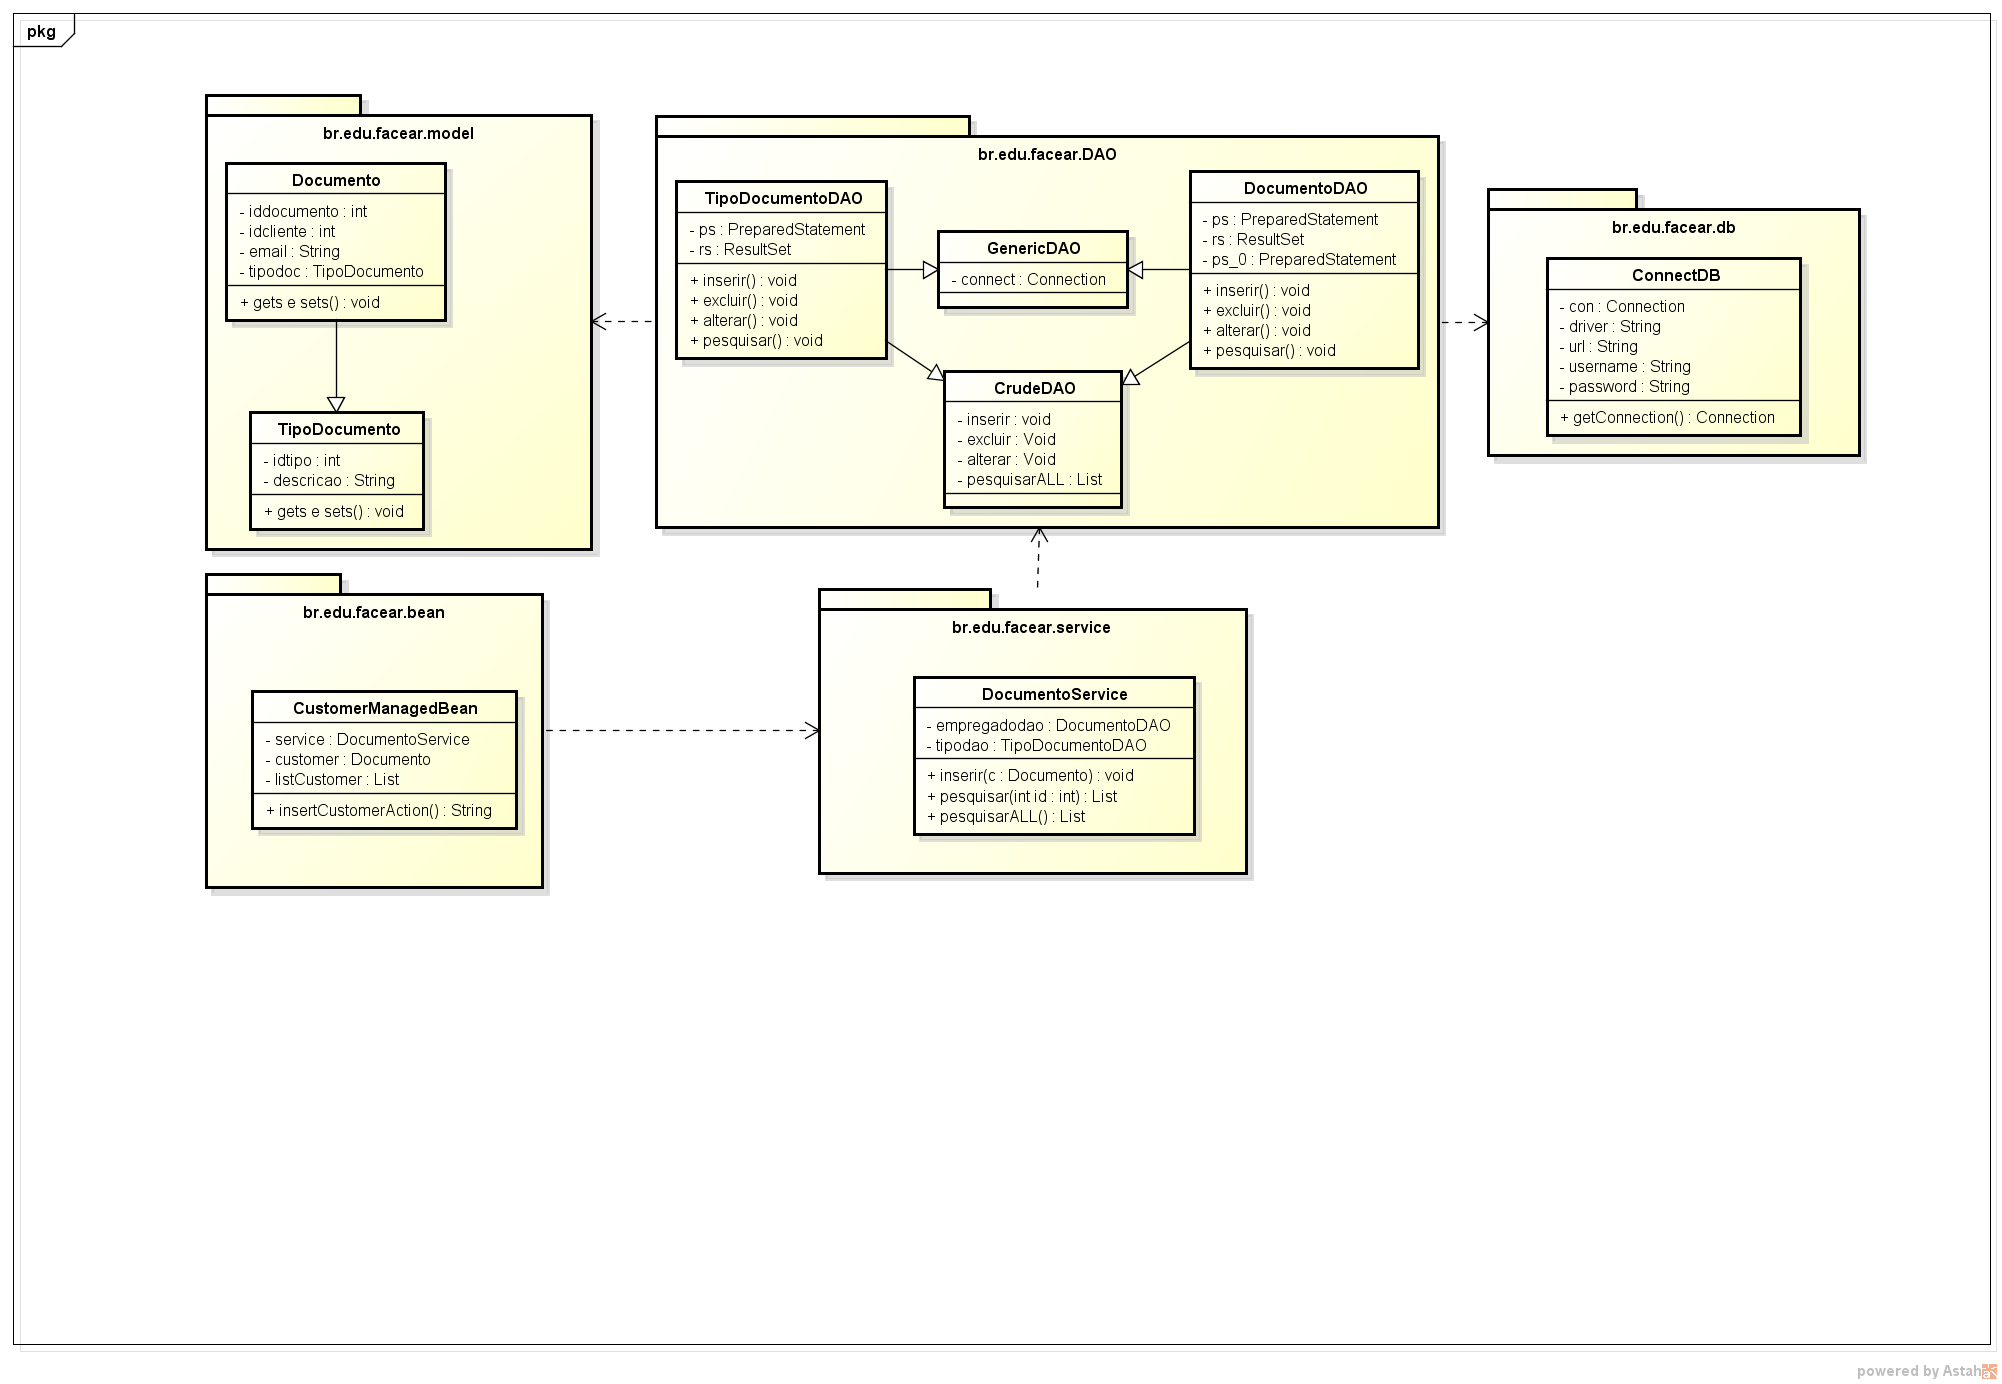 pkg
br.edu.facear.model
Documento
- iddocumento : int
- idcliente : int
- email : String
- tipodoc : TipoDocumento
+ gets e sets() : void
TipoDocumento
- idtipo : int
- descricao : String
+ gets e sets() : void
br.edu.facear.DAO
TipoDocumentoDAO
- ps : PreparedStatement
- rs : ResultSet
+ inserir() : void
+ excluir() : void
+ alterar() : void
+ pesquisar() : void
GenericDAO
- connect : Connection
DocumentoDAO
- ps : PreparedStatement
- rs : ResultSet
- ps_0 : PreparedStatement
+ inserir() : void
+ excluir() : void
+ alterar() : void
+ pesquisar() : void
CrudeDAO
- inserir : void
- excluir : Void
- alterar : Void
- pesquisarALL : List
br.edu.facear.db
ConnectDB
- con : Connection
- driver : String
- url : String
- username : String
- password : String
+ getConnection() : Connection
br.edu.facear.bean
CustomerManagedBean
- service : DocumentoService
- customer : Documento
- listCustomer : List
+ insertCustomerAction() : String
br.edu.facear.service
DocumentoService
- empregadodao : DocumentoDAO
- tipodao : TipoDocumentoDAO
+ inserir(c : Documento) : void
+ pesquisar(int id : int) : List
+ pesquisarALL() : List
powered by Astah